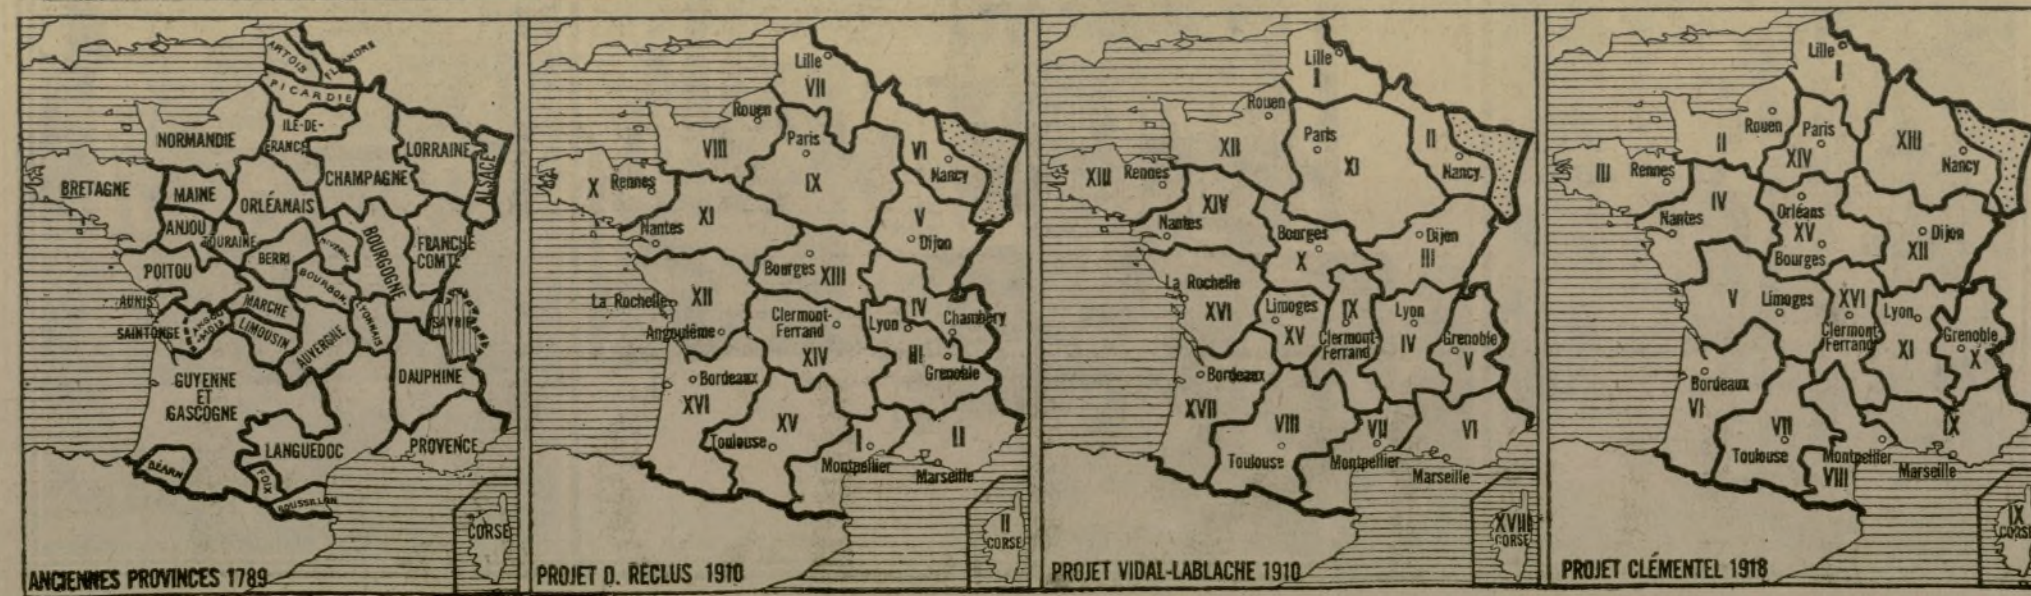 ARTOIS
FLANDRE
PICARDIE
ILE-DE-
FRANCE
NORMANDIE
LORRAINE
ALSACE
CHAMPAGNE
BRETAGNE
MAINE
ORLÉANAIS
ANJOU
TOURAINE
BERRI
NIVERN.
BOURGOGNE
FRANCHE
COMTÉ
POITOU
BOURBON.
AUNIS
MARCHE
LYONNAIS
SAVOIE
SAINTONGE
ANGOU
MOIS
LIMOUSIN
AUVERGNE
GUYENNE
ET
GASCOGNE
DAUPHINE
LANGUEDOC
PROVENCE
BÉARN
FOIX
ROUSSILLON
CORSE
ANCIENNES PROVINCES 1789
Lille
VII
Rouen
VIII
Paris
IX
VI
Nancy
X
Rennes
XI
Nantes
V
Dijon
Bourges
XIII
La Rochelle
XII
Angoulême
IV
Chambéry
Clermont-
Ferrand
Lyon
XIV
III
Grenoble
Bordeaux
XVI
XV
Toulouse
I
Montpellier
II
Marseille
II
CORSE
PROJET O. RECLUS 1910
Lille
I
Rouen
XII
Paris
XI
II
Nancy
XIII
Rennes
XIV
Nantes
Bourges
X
Dijon
III
La Rochelle
XVI
Limoges
XV
IX
Clermont-
Ferrand
Lyon
IV
Grenoble
V
Bordeaux
XVII
VIII
Toulouse
VII
Montpellier
VI
Marseille
XVIII
CORSE
PROJET VIDAL-LABLACHE 1910
Lille
I
Rouen
II
Paris
XIV
XIII
Nancy
III
Rennes
IV
Nantes
Orléans
XV
Bourges
Dijon
XII
V
Limoges
XVI
Clermont-
Ferrand
Lyon
XI
Grenoble
X
Bordeaux
VI
VII
Toulouse
Montpellier
VIII
IX
Marseille
IX
CORSE
PROJET CLÉMENTEL 1918